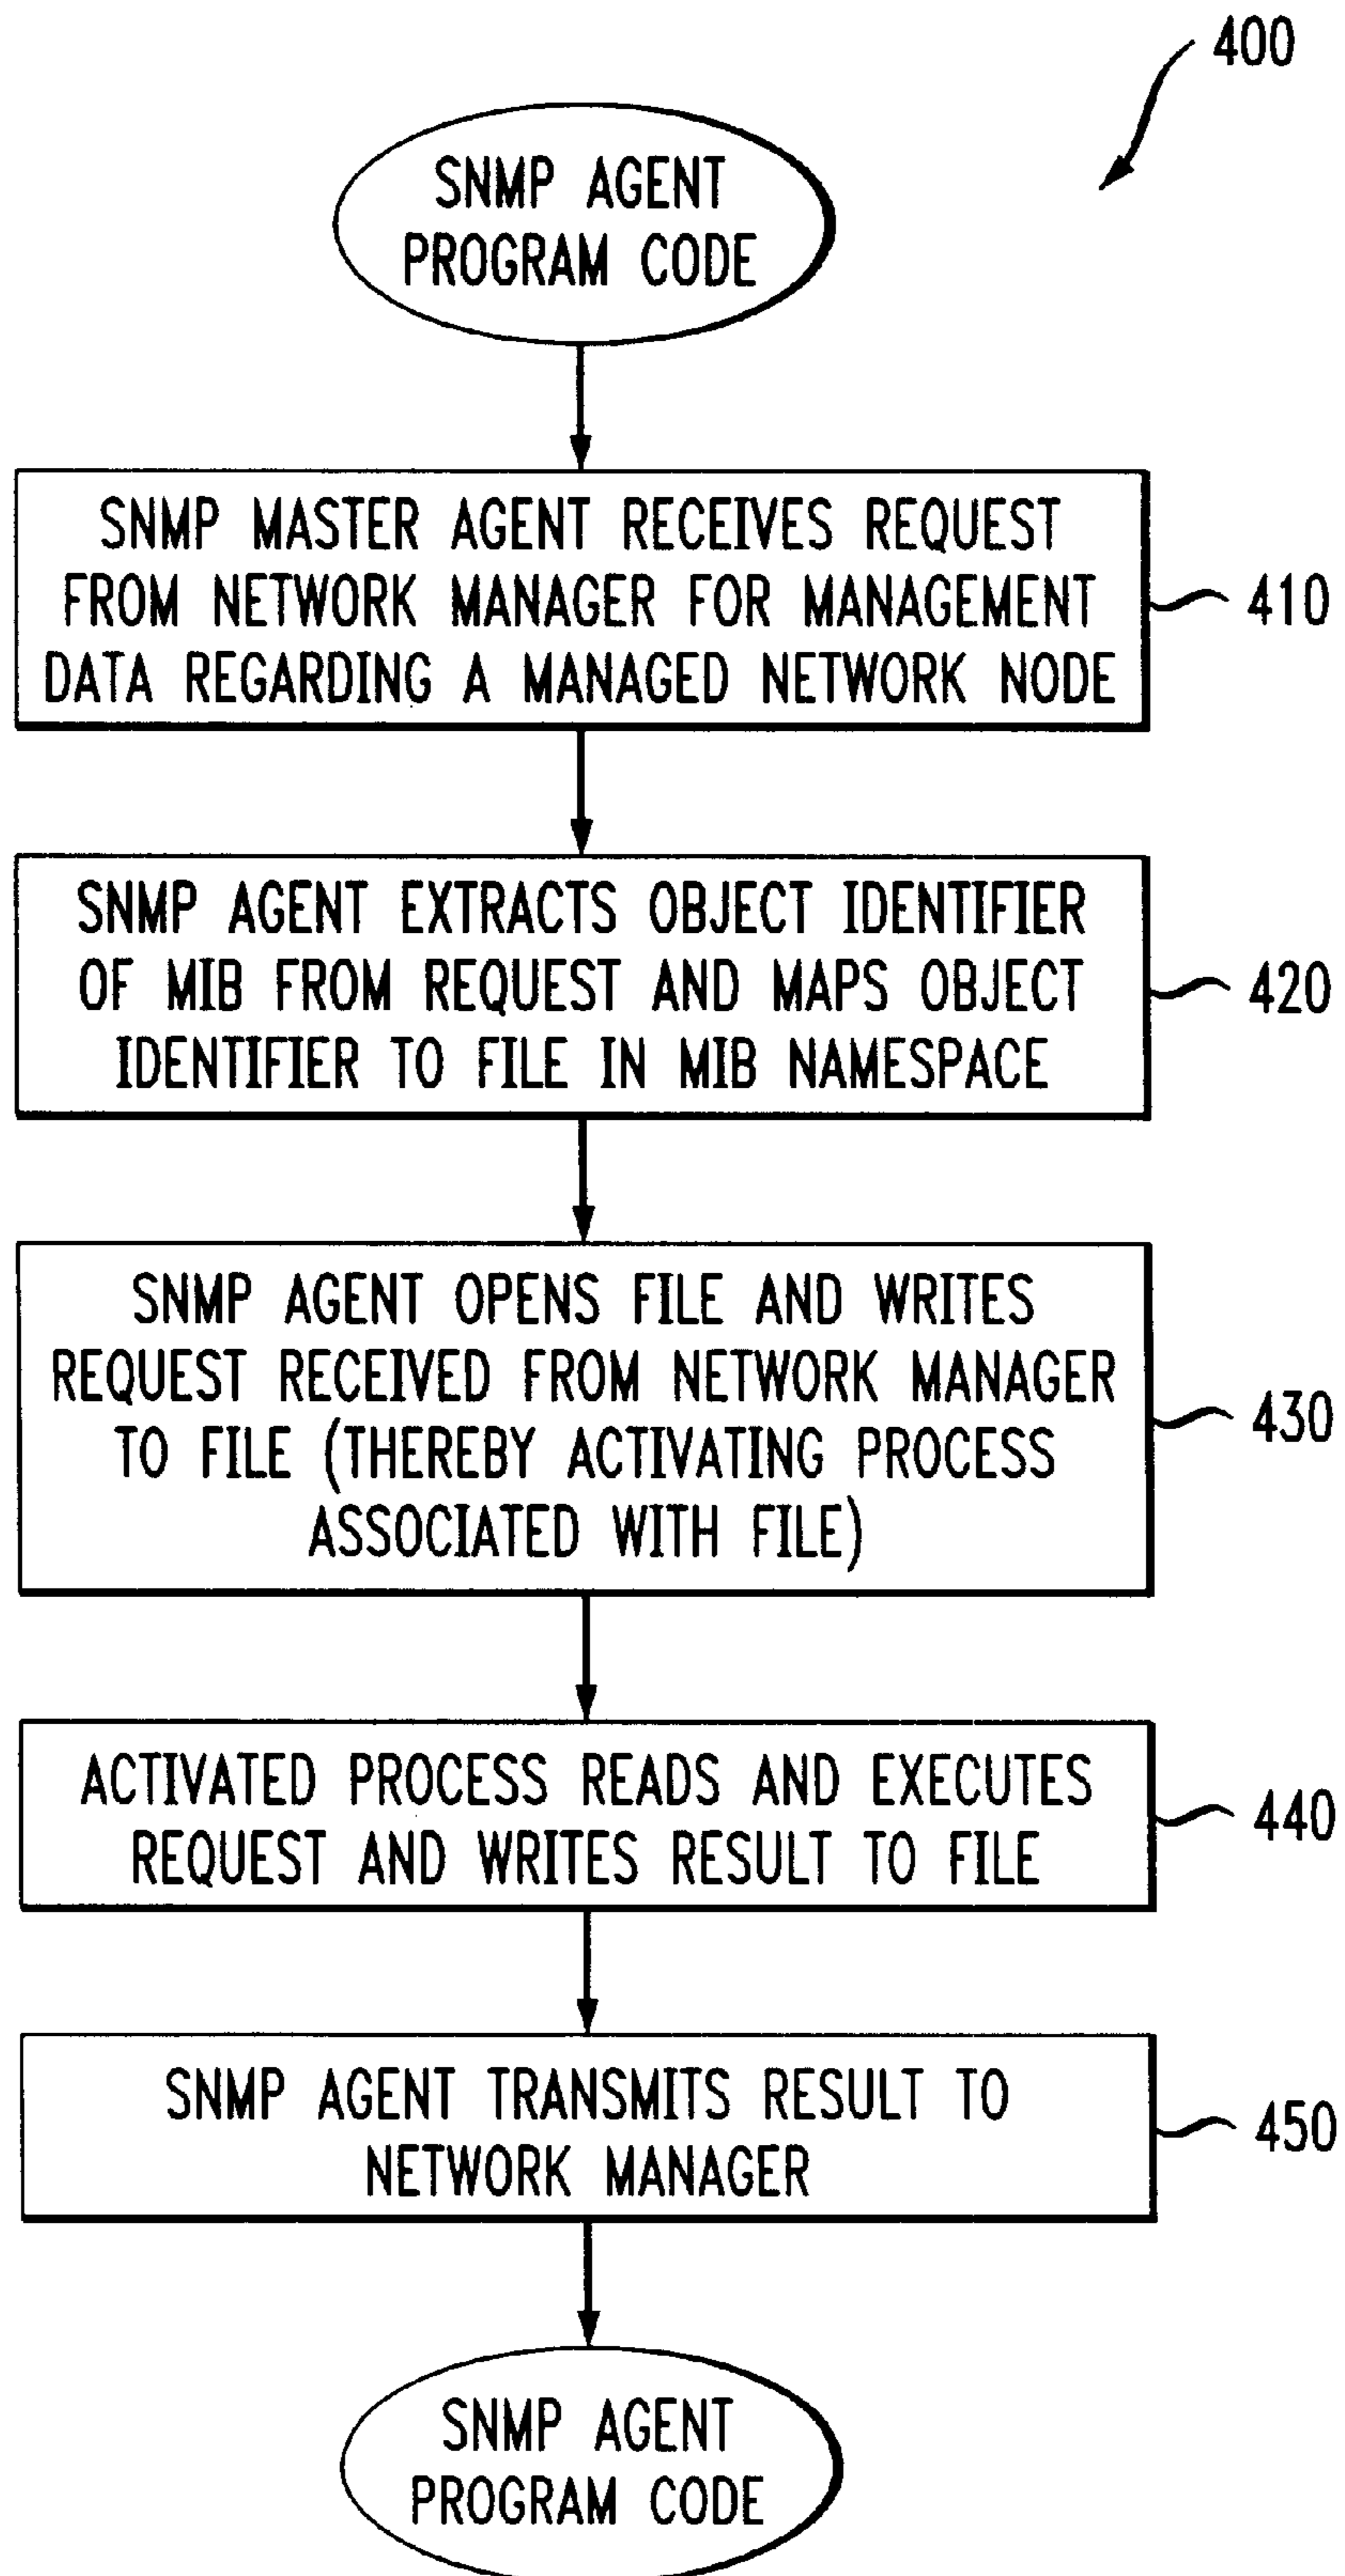 400
SNMP AGENT
PROGRAM CODE
SNMP MASTER AGENT RECEIVES REQUEST
FROM NETWORK MANAGER FOR MANAGEMENT
DATA REGARDING A MANAGED NETWORK NODE
410
SNMP AGENT EXTRACTS OBJECT IDENTIFIER
OF MIB FROM REQUEST AND MAPS OBJECT
IDENTIFIER TO FILE IN MIB NAMESPACE
420
SNMP AGENT OPENS FILE AND WRITES
REQUEST RECEIVED FROM NETWORK MANAGER
TO FILE (THEREBY ACTIVATING PROCESS
ASSOCIATED WITH FILE)
430
ACTIVATED PROCESS READS AND EXECUTES
REQUEST AND WRITES RESULT TO FILE
440
SNMP AGENT TRANSMITS RESULT TO
NETWORK MANAGER
450
SNMP AGENT
PROGRAM CODE